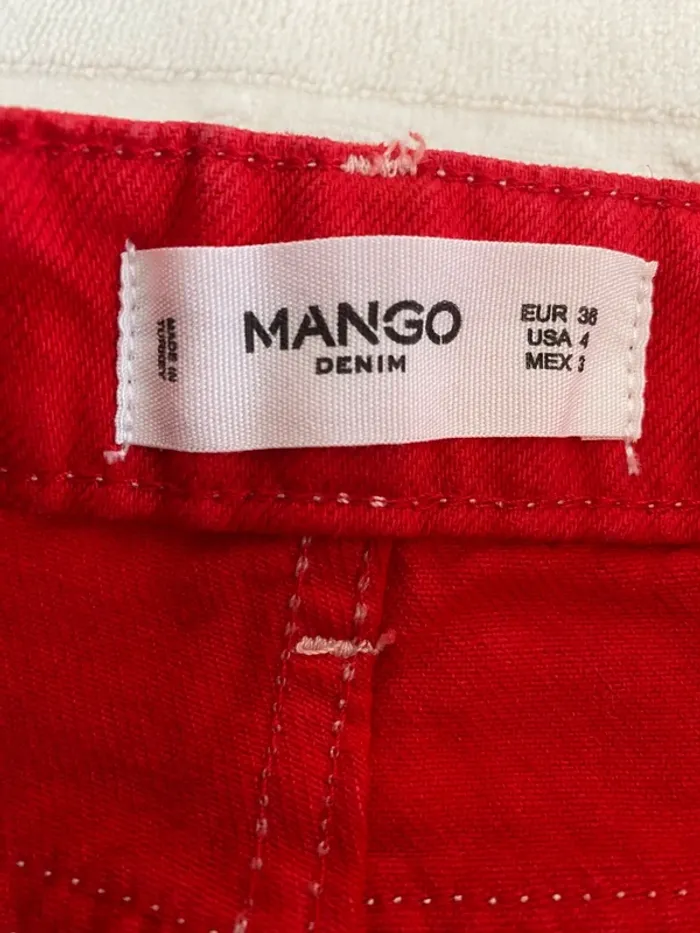 MADE IN
TURKEY
MANGO
DENIM
EUR 36
USA 4
MEX 3